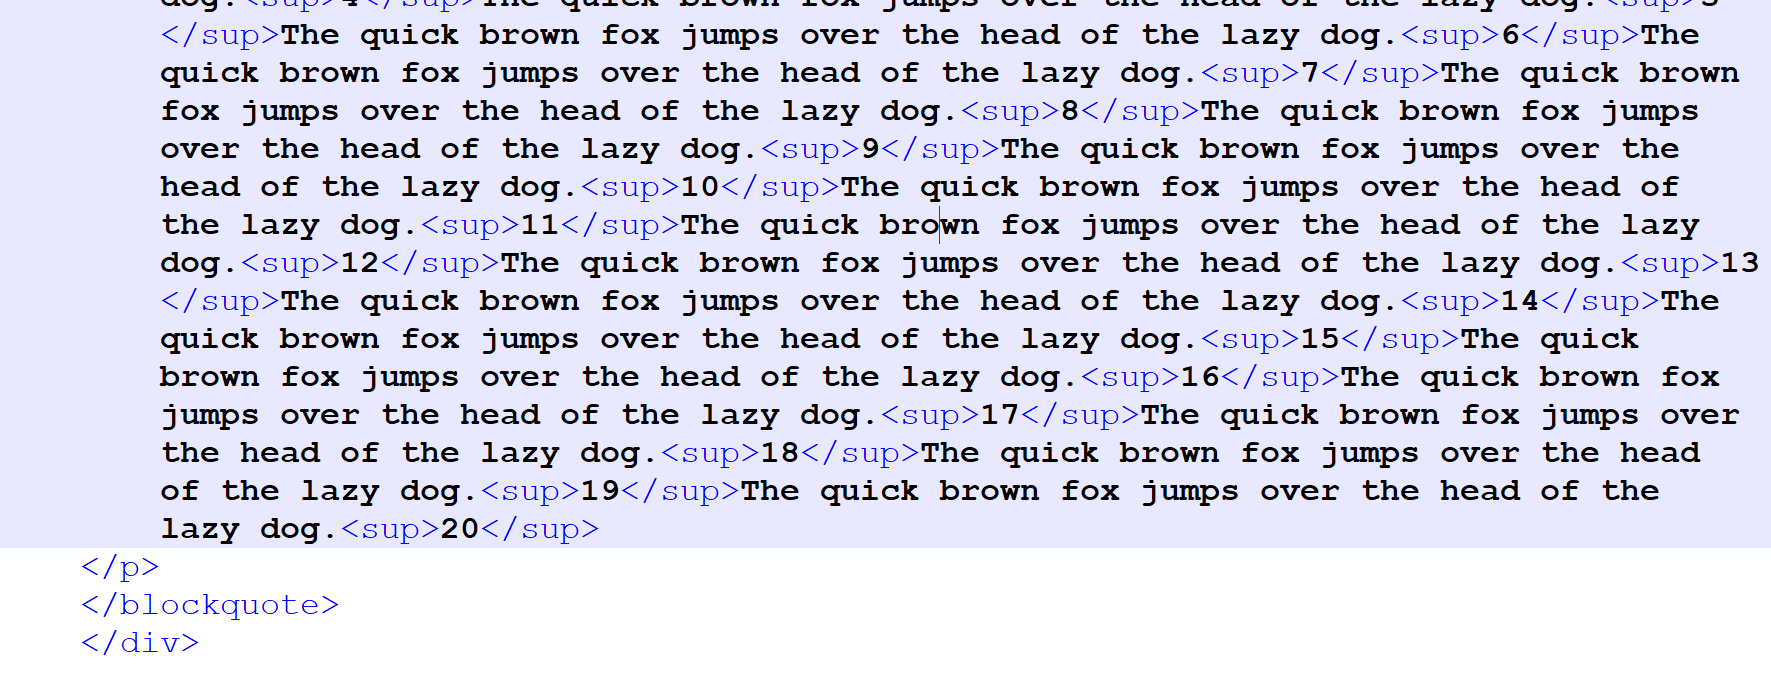 dog.<sup>4</sup>The quick brown fox jumps over the head of the lazy dog.<sup>5
</sup>The quick brown fox jumps over the head of the lazy dog.<sup>6</sup>The
quick brown fox jumps over the head of the lazy dog.<sup>7</sup>The quick brown
fox jumps over the head of the lazy dog.<sup>8</sup>The quick brown fox jumps
over the head of the lazy dog.<sup>9</sup>The quick brown fox jumps over the
head of the lazy dog.<sup>10</sup>The quick brown fox jumps over the head of
the lazy dog.<sup>11</sup>The quick brown fox jumps over the head of the lazy
dog.<sup>12</sup>The quick brown fox jumps over the head of the lazy dog.<sup>13
</sup>The quick brown fox jumps over the head of the lazy dog.<sup>14</sup>The
quick brown fox jumps over the head of the lazy dog.<sup>15</sup>The quick
brown fox jumps over the head of the lazy dog.<sup>16</sup>The quick brown fox
jumps over the head of the lazy dog.<sup>17</sup>The quick brown fox jumps over
the head of the lazy dog.<sup>18</sup>The quick brown fox jumps over the head
of the lazy dog.<sup>19</sup>The quick brown fox jumps over the head of the
lazy dog.<sup>20</sup>
</p>
</blockquote>
</div>